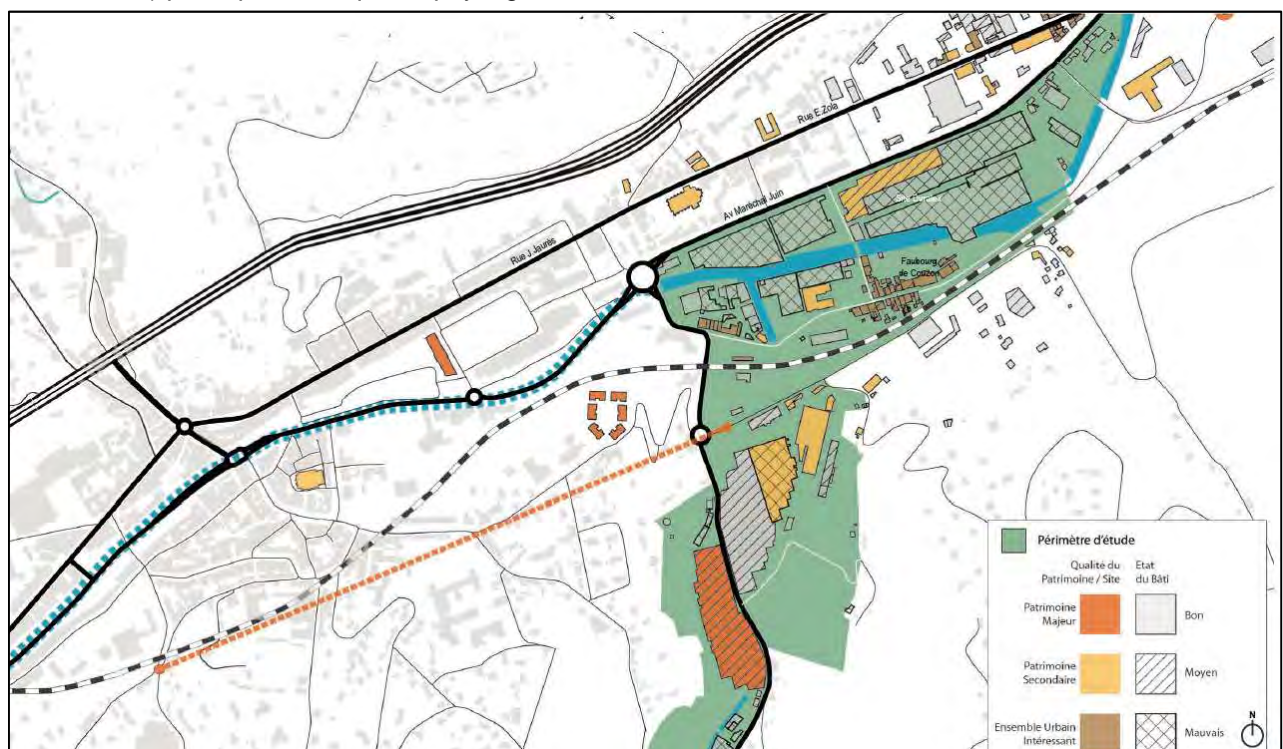 Rue E.Zola
Av Maréchal Juin
Rue J.Jaurès
Faubourg
de Couzon
Périmètre d'étude
Qualité du
Patrimoine / Site
Etat
du Bâti
Patrimoine
Majeur
Bon
Patrimoine
Secondaire
Moyen
Ensemble Urbain
Intéressant
Mauvais
N